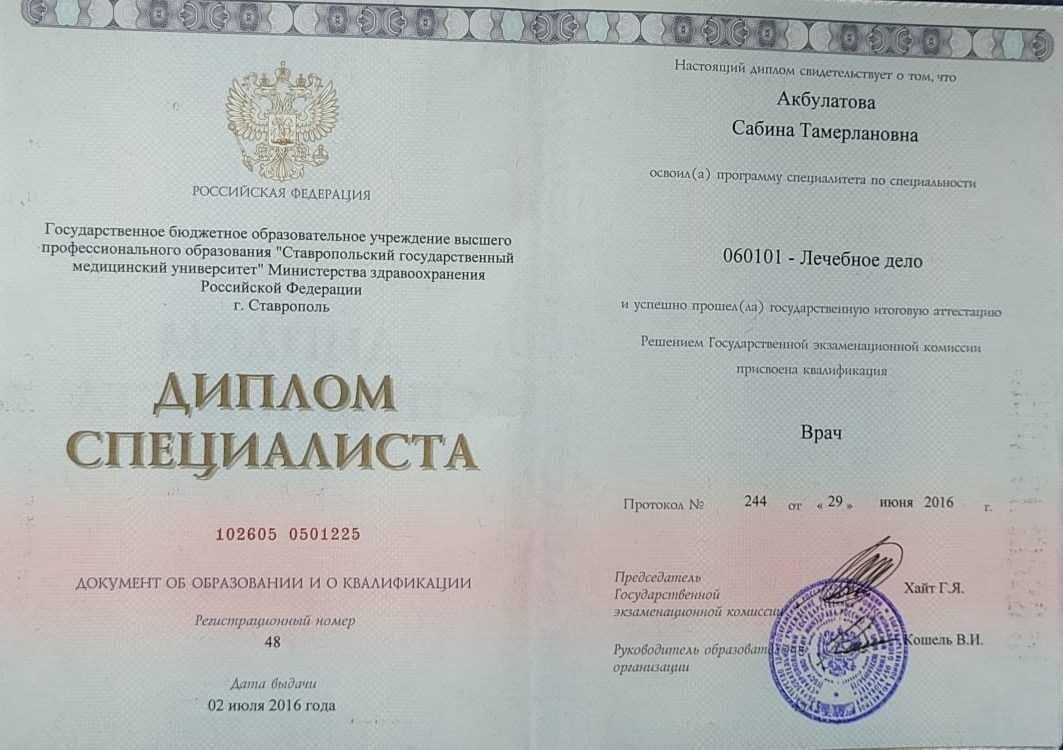 РОССИЙСКАЯ ФЕДЕРАЦИЯ
Государственное бюджетное образовательное учреждение высшего
профессионального образования "Ставропольский государственный
медицинский университет" Министерства здравоохранения
Российской Федерации
г. Ставрополь
ДИПЛОМ
СПЕЦИАЛИСТА
102605 0501225
ДОКУМЕНТ ОБ ОБРАЗОВАНИИ И О КВАЛИФИКАЦИИ
Регистрационный номер
48
Дата выдачи
02 июля 2016 года
Настоящий диплом свидетельствует о том, что
Акбулатова
Сабина Тамерлановна
освоил(а) программу специалитета по специальности
060101 - Лечебное дело
и успешно прошел(ла) государственную итоговую аттестацию
Решением Государственной экзаменационной комиссии
присвоена квалификация
Врач
Протокол № 244 от « 29 » июня 2016 г.
Председатель
Государственной
экзаменационной комиссии Хайт Г.Я.
Руководитель Кошель В.И.
организации